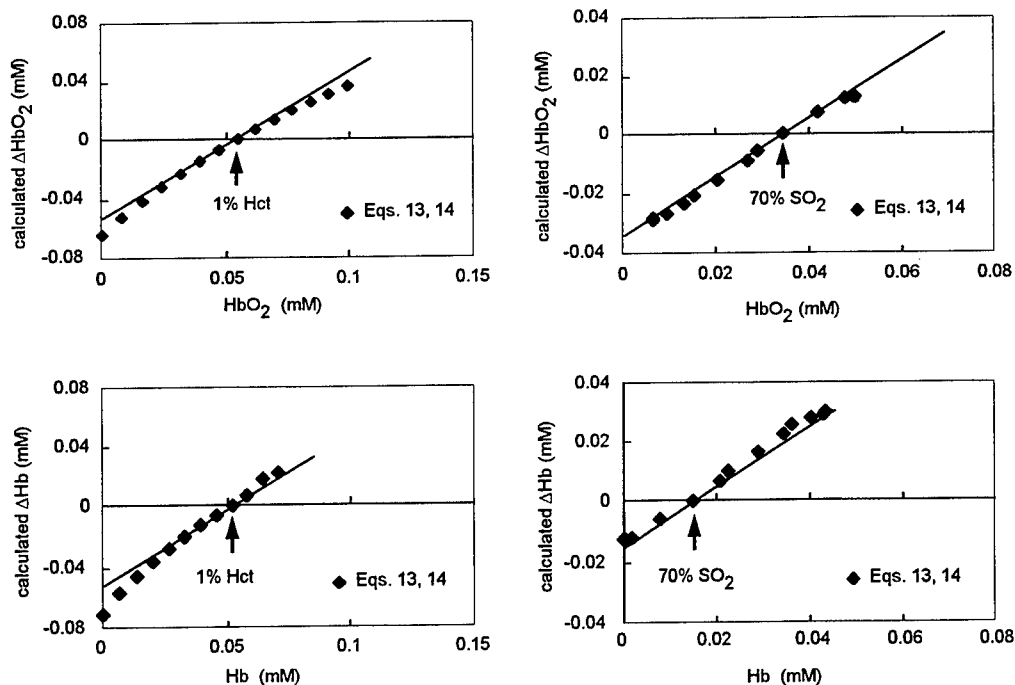 0.08
0.04
0
-0.04
-0.08
calculated ΔHbO2 (mM)
1% Hct
Eqs. 13, 14
0
0.05
0.1
0.15
HbO2 (mM)
0.04
0.02
0
-0.02
-0.04
calculated ΔHbO2 (mM)
70% SO2
Eqs. 13, 14
0
0.02
0.04
0.06
0.08
HbO2 (mM)
0.08
0.04
0
-0.04
-0.08
calculated ΔHb (mM)
1% Hct
Eqs. 13, 14
0
0.05
0.1
0.15
Hb (mM)
0.04
0.02
0
-0.02
-0.04
calculated ΔHb (mM)
70% SO2
Eqs. 13, 14
0
0.02
0.04
0.06
0.08
Hb (mM)